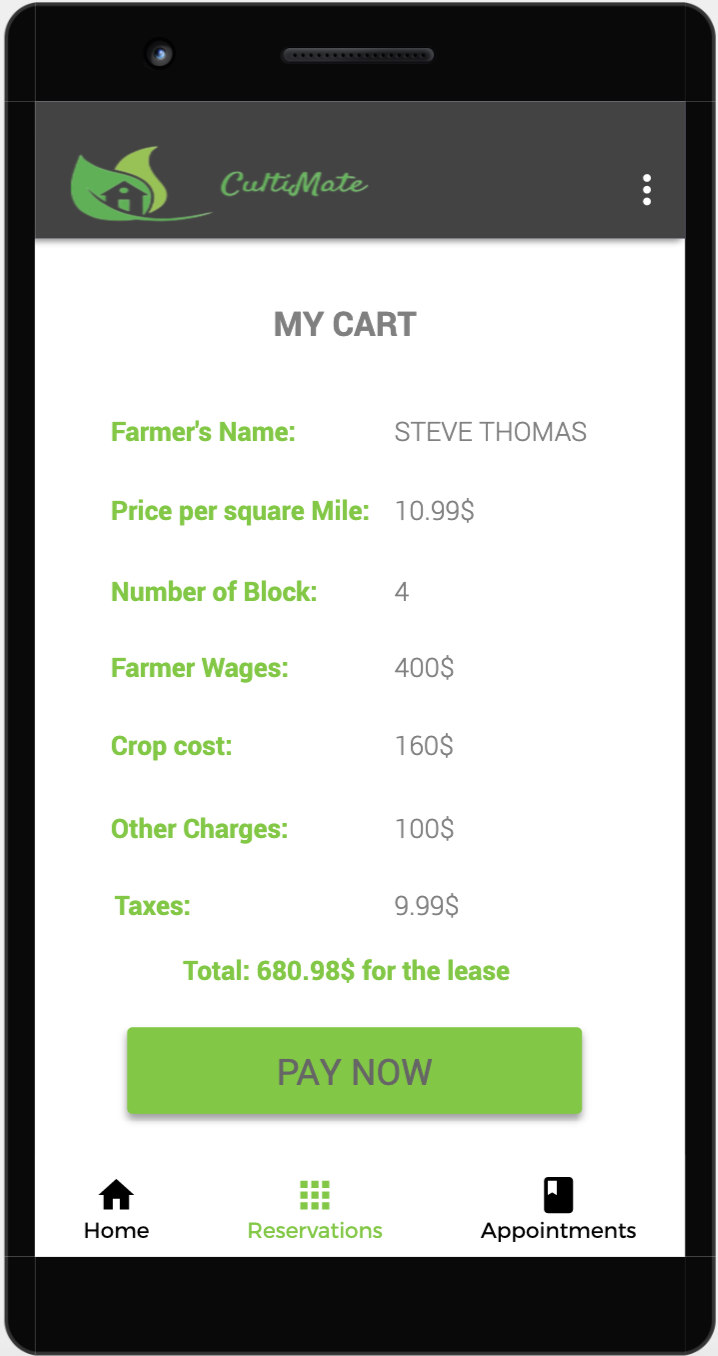 CultiMate
MY CART
Farmer's Name: STEVE THOMAS
Price per square Mile: 10.99$
Number of Block: 4
Farmer Wages: 400$
Crop cost: 160$
Other Charges: 100$
Taxes: 9.99$
Total: 680.98$ for the lease
PAY NOW
Home Reservations Appointments